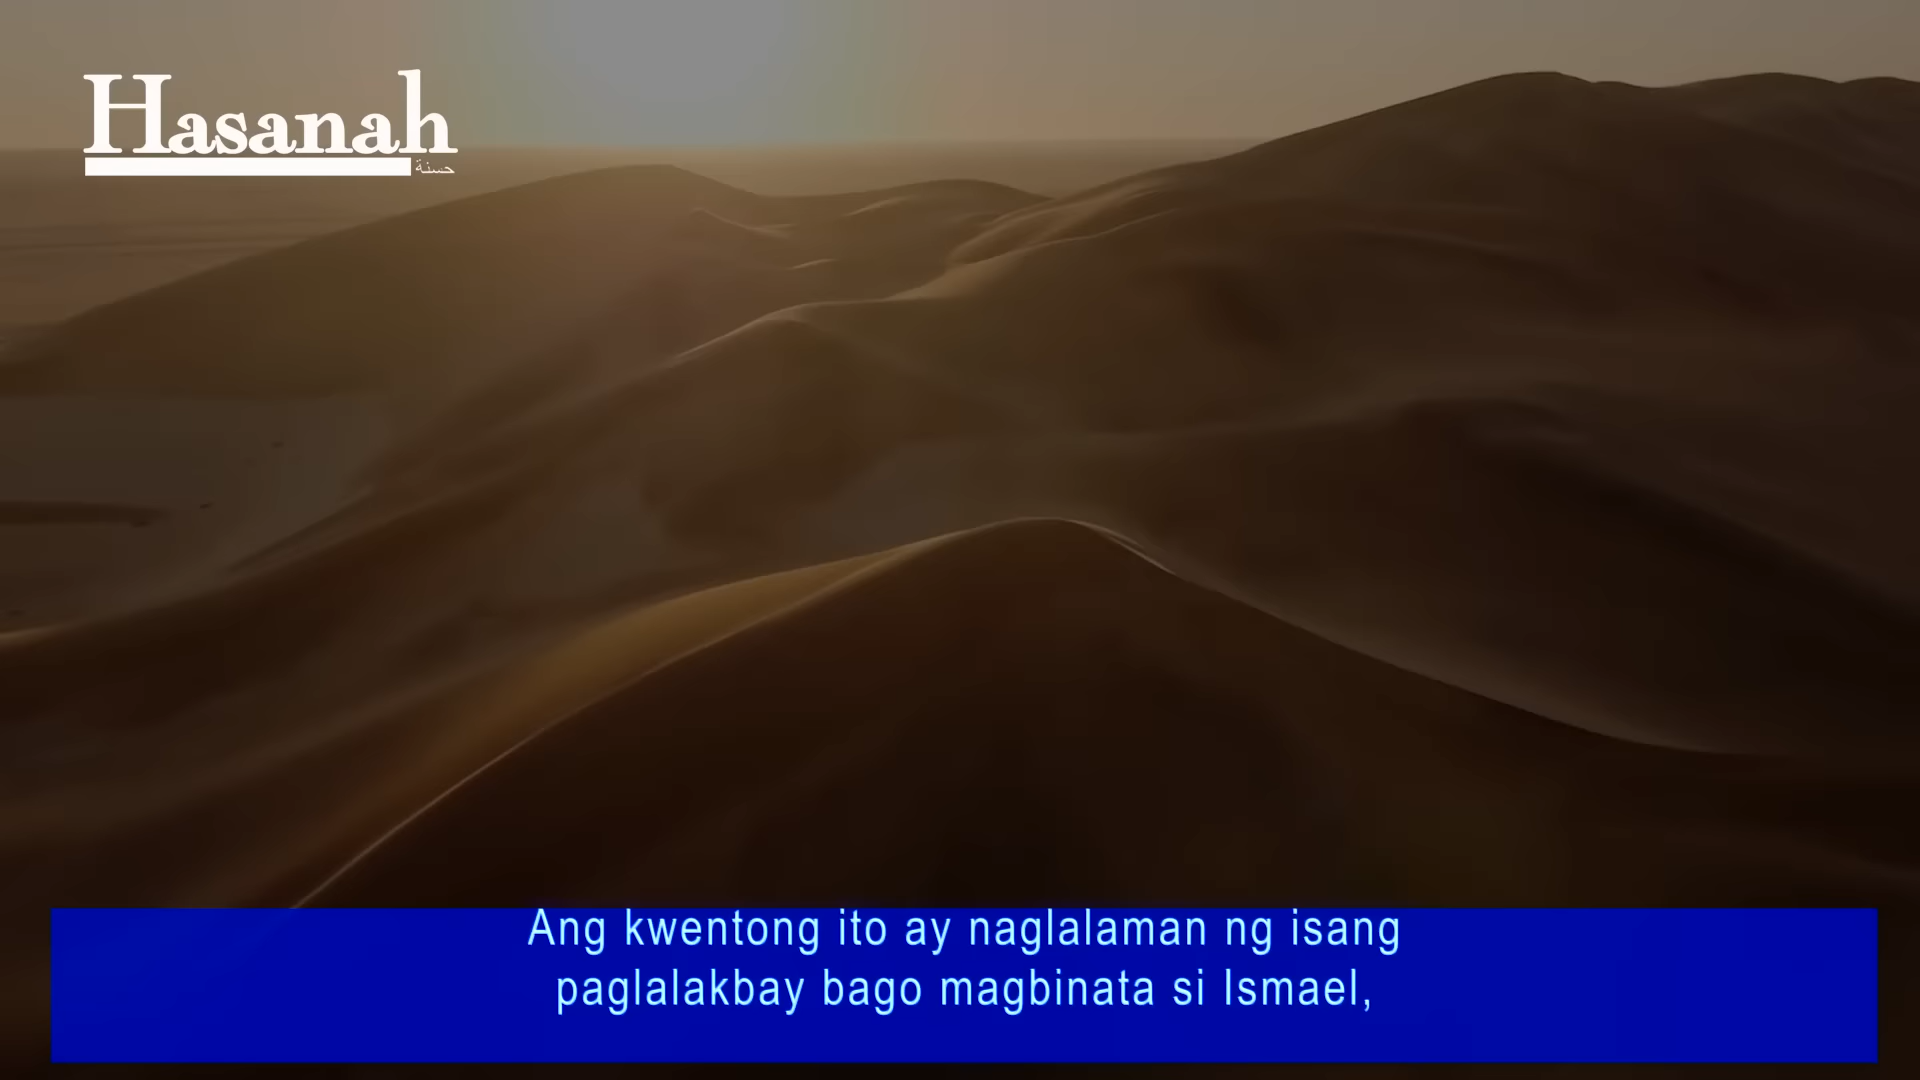 Hasanah
حسنة
Ang kwentong ito ay naglalaman ng isang
paglalakbay bago magbinata si Ismael,